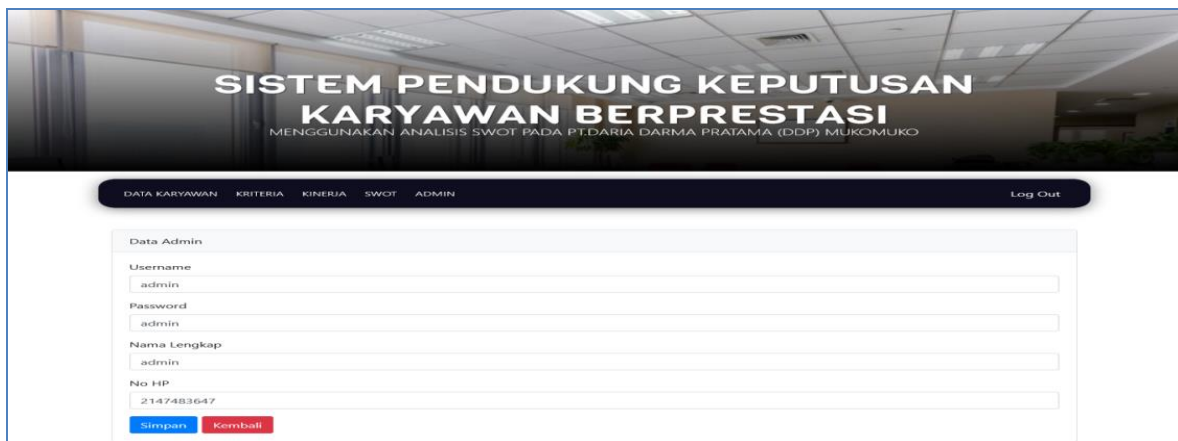 SISTEM PENDUKUNG KEPUTUSAN
KARYAWAN BERPRESTASI
MENGGUNAKAN ANALISIS SWOT PADA PT.DARIA DARMA PRATAMA (DDP) MUKOMUKO
DATA KARYAWAN KRITERIA KINERJA SWOT ADMIN Log Out
Data Admin
Username
admin
Password
admin
Nama Lengkap
admin
No HP
2147483647
Simpan Kembali